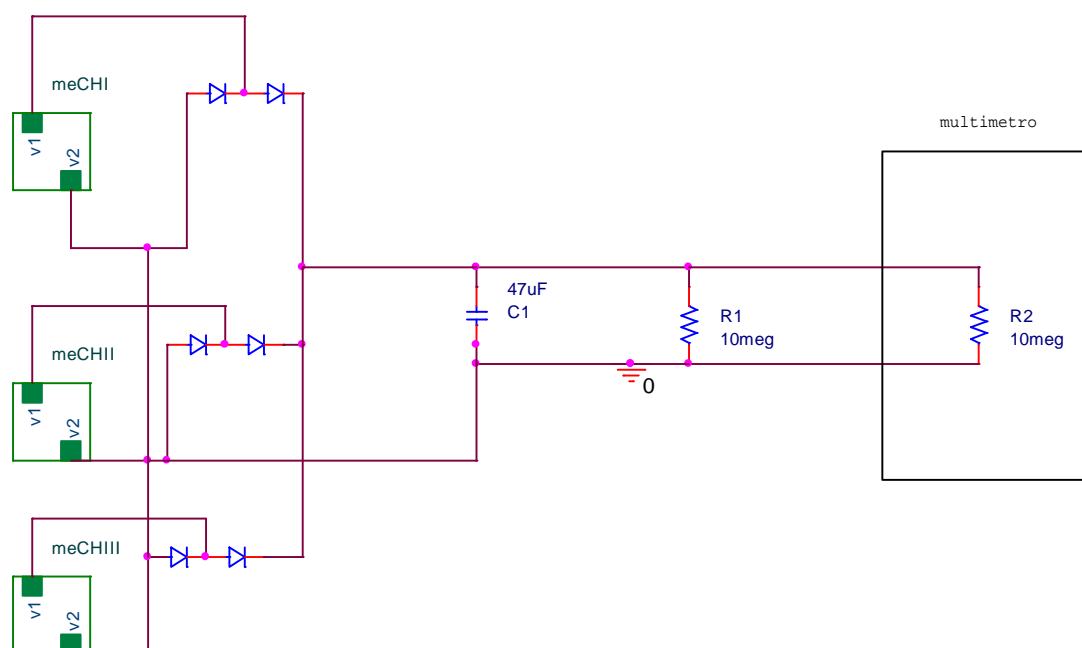 meCHI
v1
v2
multimetro
47uF
C1
R1
10meg
R2
10meg
0
meCHII
v1
v2
meCHIII
v1
v2